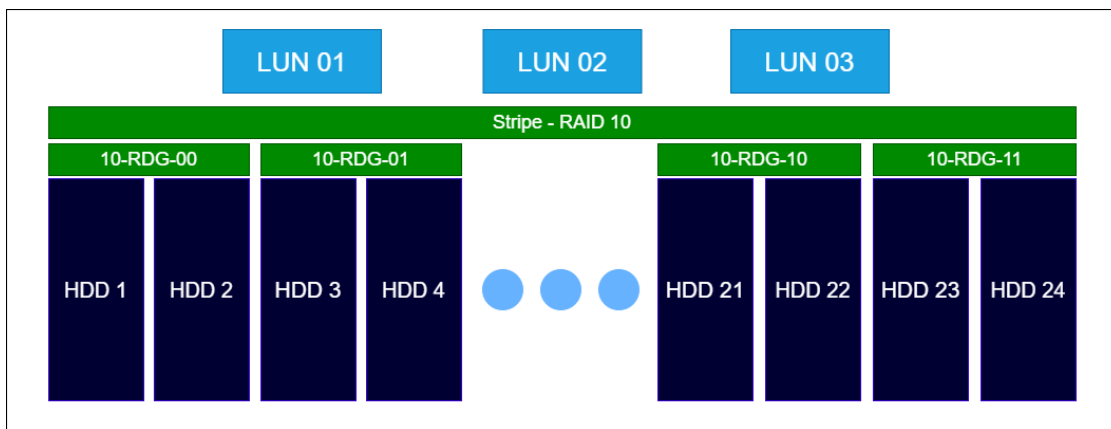 LUN 01 LUN 02 LUN 03
Stripe - RAID 10
10-RDG-00 10-RDG-01 10-RDG-10 10-RDG-11
HDD 1 HDD 2 HDD 3 HDD 4 HDD 21 HDD 22 HDD 23 HDD 24